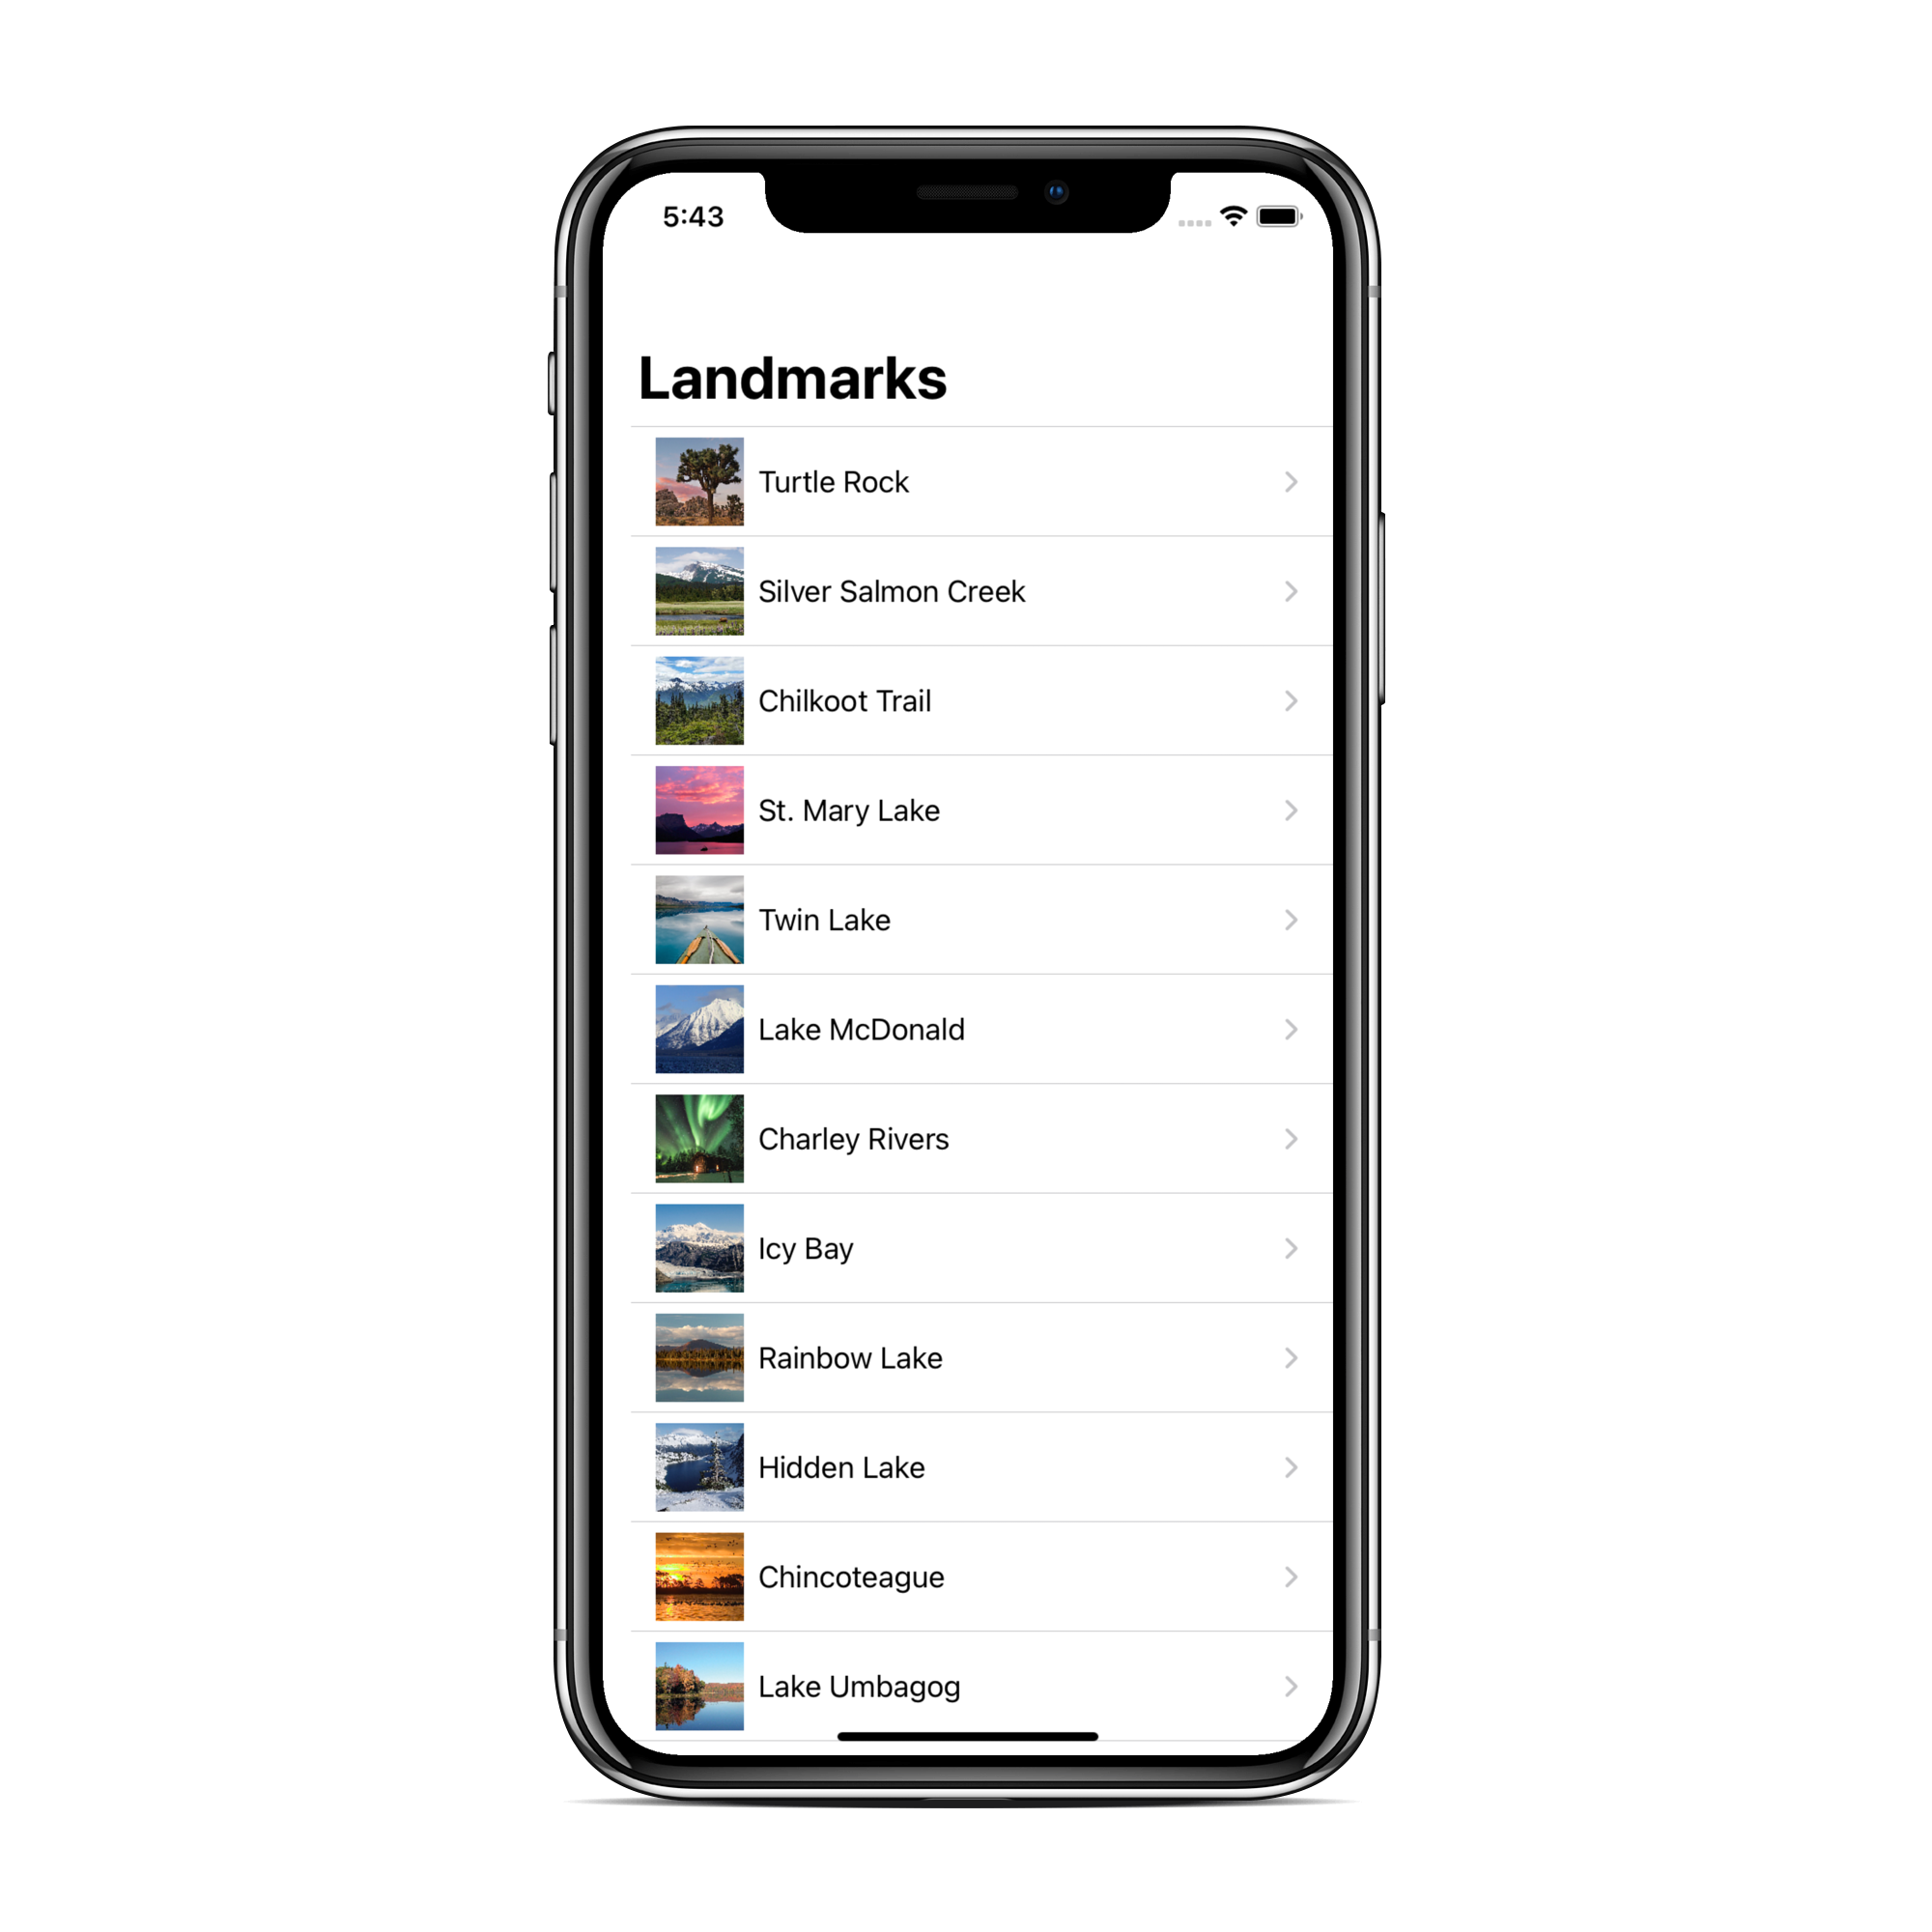 5:43
Landmarks
Turtle Rock
Silver Salmon Creek
Chilkoot Trail
St. Mary Lake
Twin Lake
Lake McDonald
Charley Rivers
Icy Bay
Rainbow Lake
Hidden Lake
Chincoteague
Lake Umbagog